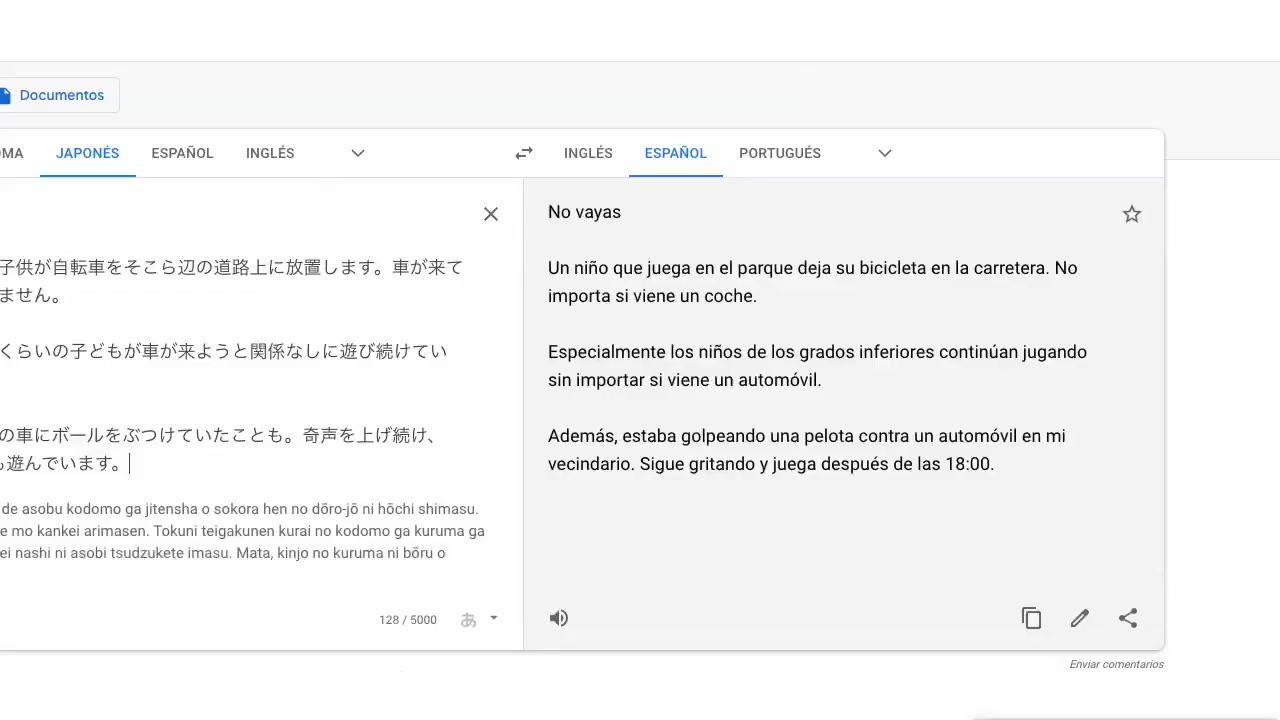 Documentos
OMA JAPONÉS ESPAÑOL INGLÉS
INGLÉS ESPAÑOL PORTUGUÉS
子供が自転車をそこら辺の道路上に放置します。車が来て
ません。
くらいの子どもが車が来ようと関係なしに遊び続けてい
の車にボールをぶつけていたことも。奇声を上げ続け、
も遊んでいます。
de asobu kodomo ga jitensha o sokora hen no dōro-jō ni hōchi shimasu.
e mo kankei arimasen. Tokuni teigakunen kurai no kodomo ga kuruma ga
ei nashi ni asobi tsudzukete imasu. Mata, kinjo no kuruma ni bōru o
128 / 5000
あ
No vayas
Un niño que juega en el parque deja su bicicleta en la carretera. No
importa si viene un coche.
Especialmente los niños de los grados inferiores continúan jugando
sin importar si viene un automóvil.
Además, estaba golpeando una pelota contra un automóvil en mi
vecindario. Sigue gritando y juega después de las 18:00.
Enviar comentarios